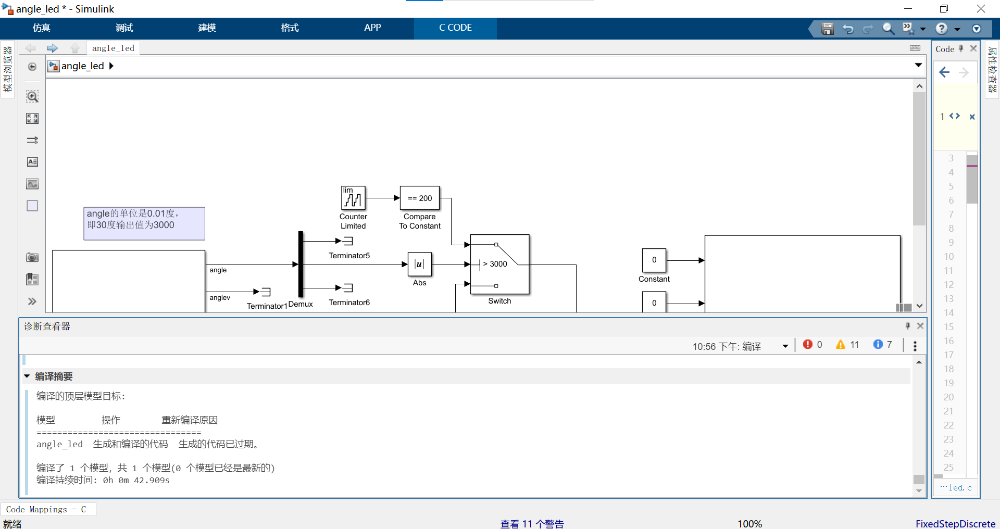 angle_led * - Simulink
仿真 调试 建模 格式 APP C CODE
模型浏览器
angle_led
angle_led
Code
属性检查器
1
lim
== 200
Counter
Limited
Compare
To Constant
angle的单位是0.01度，
即30度输出值为3000
Terminator5
angle
|u|
> 3000
Abs
0
Constant
anglev
Terminator1
Demux
Terminator6
Switch
0
3
4
5
6
7
8
9
10
11
12
13
14
15
16
17
18
19
20
21
22
23
24
25
…led.c
诊断查看器
10:56 下午: 编译 0 11 7
编译摘要
编译的顶层模型目标:
模型 操作 重新编译原因
================================
angle_led 生成和编译的代码 生成的代码已过期。
编译了 1 个模型, 共 1 个模型(0 个模型已经是最新的)
编译持续时间: 0h 0m 42.909s
Code Mappings - C
就绪 查看 11 个警告 100% FixedStepDiscrete